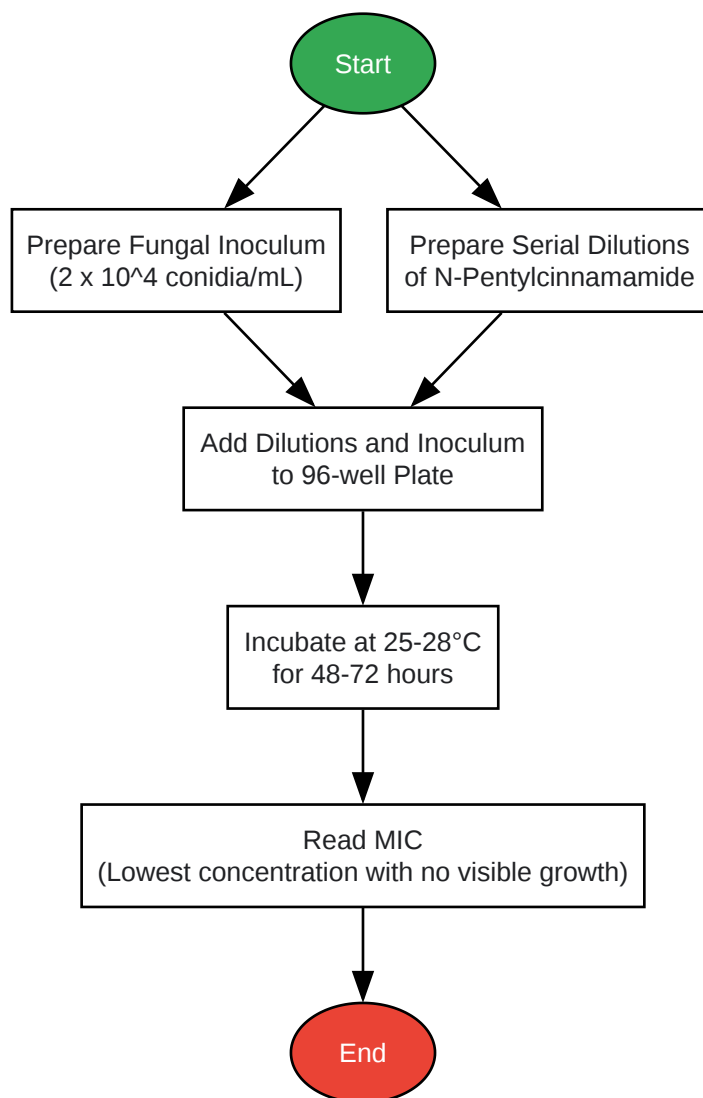 Start
Prepare Fungal Inoculum
(2 x 10^4 conidia/mL)
Prepare Serial Dilutions
of N-Pentylcinnamamide
Add Dilutions and Inoculum
to 96-well Plate
Incubate at 25-28°C
for 48-72 hours
Read MIC
(Lowest concentration with no visible growth)
End